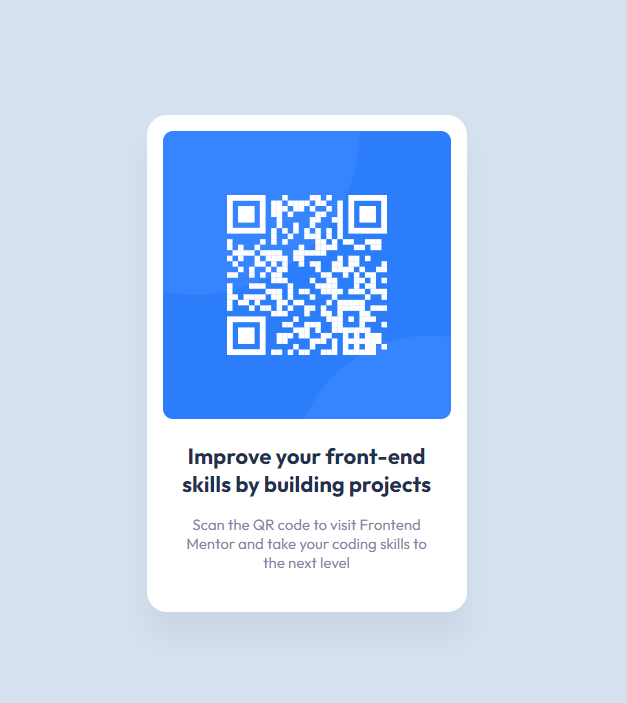 Improve your front-end
skills by building projects
Scan the QR code to visit Frontend
Mentor and take your coding skills to
the next level